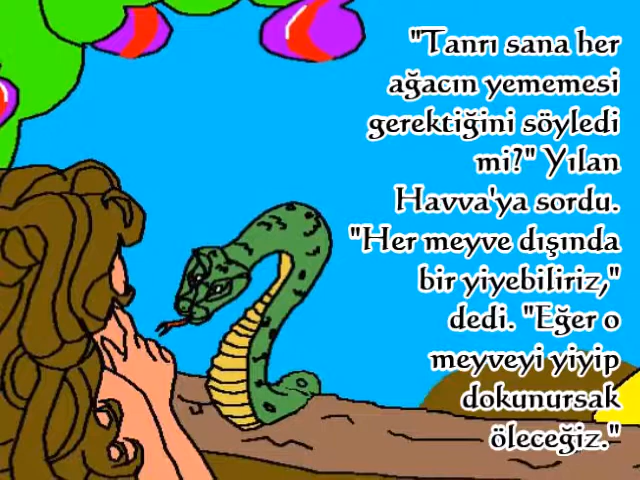 "Tanrı sana her
ağacın yememesi
gerektiğini söyledi
mi?" Yılan
Havva'ya sordu.
"Her meyve dışında
bir yiyebiliriz,"
dedi. "Eğer o
meyveyi yiyip
dokunursak
öleceğiz."